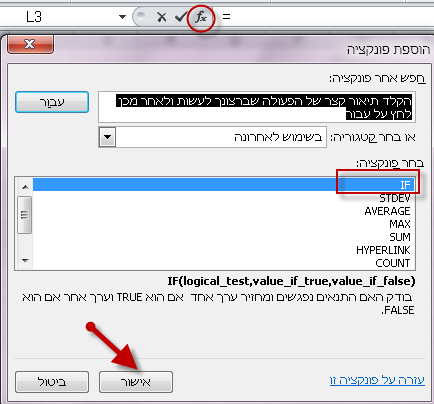 L3
fx =
הוספת פונקציה
חפש אחר פונקציה:
הקלד תיאור קצר של הפעולה שברצונך לעשות ולאחר מכן
לחץ על עבור
עבור
או בחר קטגוריה: בשימוש לאחרונה
בחר פונקציה:
IF
STDEV
AVERAGE
MAX
SUM
HYPERLINK
COUNT
IF(logical_test,value_if_true,value_if_false)
בודק האם התנאים נפגשים ומחזיר ערך אחד אם הוא TRUE וערך אחר אם הוא
FALSE.
עזרה על פונקציה זו
אישור
ביטול